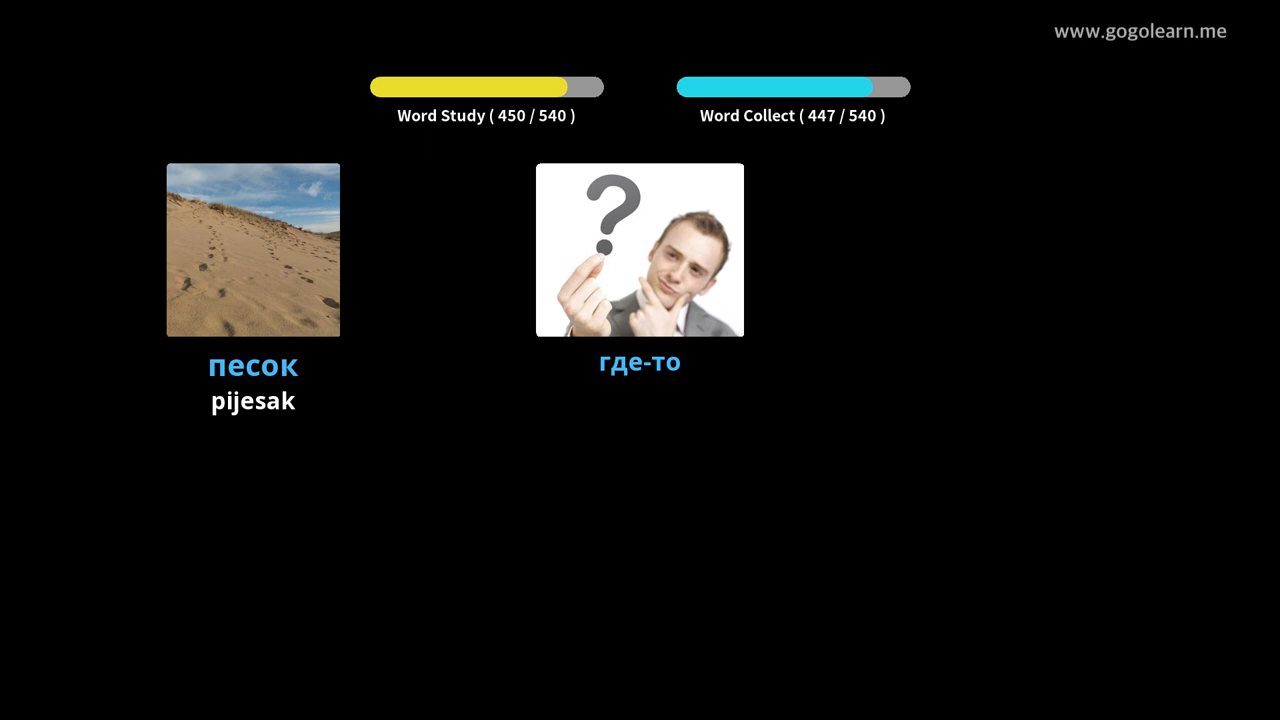 www.gogolearn.me
Word Study ( 450 / 540 )
Word Collect ( 447 / 540 )
песок
pijesak
где-то